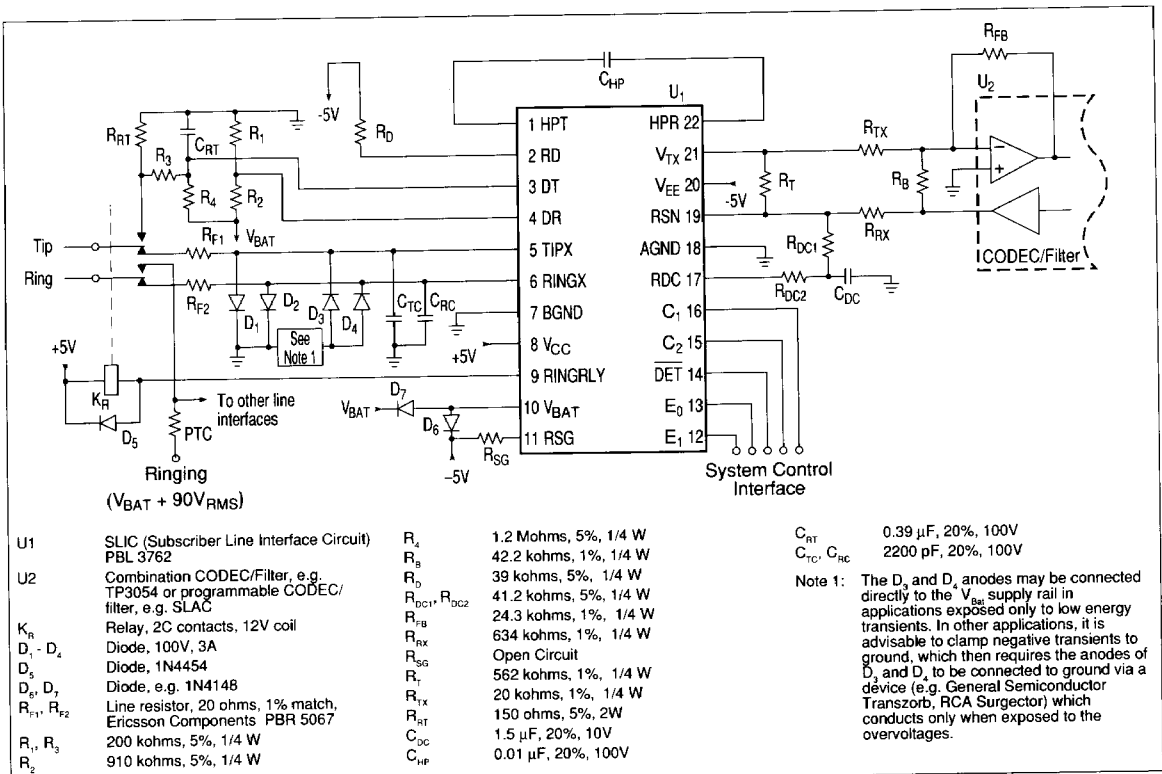 R_FB
C_HP
U_2
U_1
-5V
R_D
R_RT
C_RT
R_1
R_3
R_4
R_2
V_BAT
1 HPT
2 RD
3 DT
4 DR
5 TIPX
6 RINGX
7 BGND
8 V_CC
9 RINGRLY
10 V_BAT
11 RSG
HPR 22
V_TX 21
V_EE 20
RSN 19
AGND 18
RDC 17
C_1 16
C_2 15
DET 14
E_0 13
E_1 12
R_TX
R_T
R_B
-5V
R_RX
R_DC1
R_DC2
C_DC
CODEC/Filter
Tip
Ring
R_F1
R_F2
D_1
D_2
D_3
D_4
C_TC
C_RC
See
Note 1
+5V
+5V
K_R
D_5
PTC
To other line
interfaces
V_BAT
D_7
D_6
R_SG
-5V
Ringing
(V_BAT + 90V_RMS)
System Control
Interface
U1 SLIC (Subscriber Line Interface Circuit)
PBL 3762
U2 Combination CODEC/Filter, e.g.
TP3054 or programmable CODEC/
filter, e.g. SLAC
K_R Relay, 2C contacts, 12V coil
D_1 - D_4 Diode, 100V, 3A
D_5 Diode, 1N4454
D_6, D_7 Diode, e.g. 1N4148
R_F1, R_F2 Line resistor, 20 ohms, 1% match,
Ericsson Components PBR 5067
R_1, R_3 200 kohms, 5%, 1/4 W
R_2 910 kohms, 5%, 1/4 W
R_4 1.2 Mohms, 5%, 1/4 W
R_B 42.2 kohms, 1%, 1/4 W
R_D 39 kohms, 5%, 1/4 W
R_DC1, R_DC2 41.2 kohms, 5%, 1/4 W
R_FB 24.3 kohms, 1%, 1/4 W
R_RX 634 kohms, 1%, 1/4 W
R_SG Open Circuit
R_T 562 kohms, 1%, 1/4 W
R_TX 20 kohms, 1%, 1/4 W
R_RT 150 ohms, 5%, 2W
C_DC 1.5 µF, 20%, 10V
C_HP 0.01 µF, 20%, 100V
C_RT 0.39 µF, 20%, 100V
C_TC, C_RC 2200 pF, 20%, 100V
Note 1: The D_3 and D_4 anodes may be connected
directly to the V_Bat supply rail in
applications exposed only to low energy
transients. In other applications, it is
advisable to clamp negative transients to
ground, which then requires the anodes of
D_3 and D_4 to be connected to ground via a
device (e.g. General Semiconductor
Transzorb, RCA Surgector) which
conducts only when exposed to the
overvoltages.